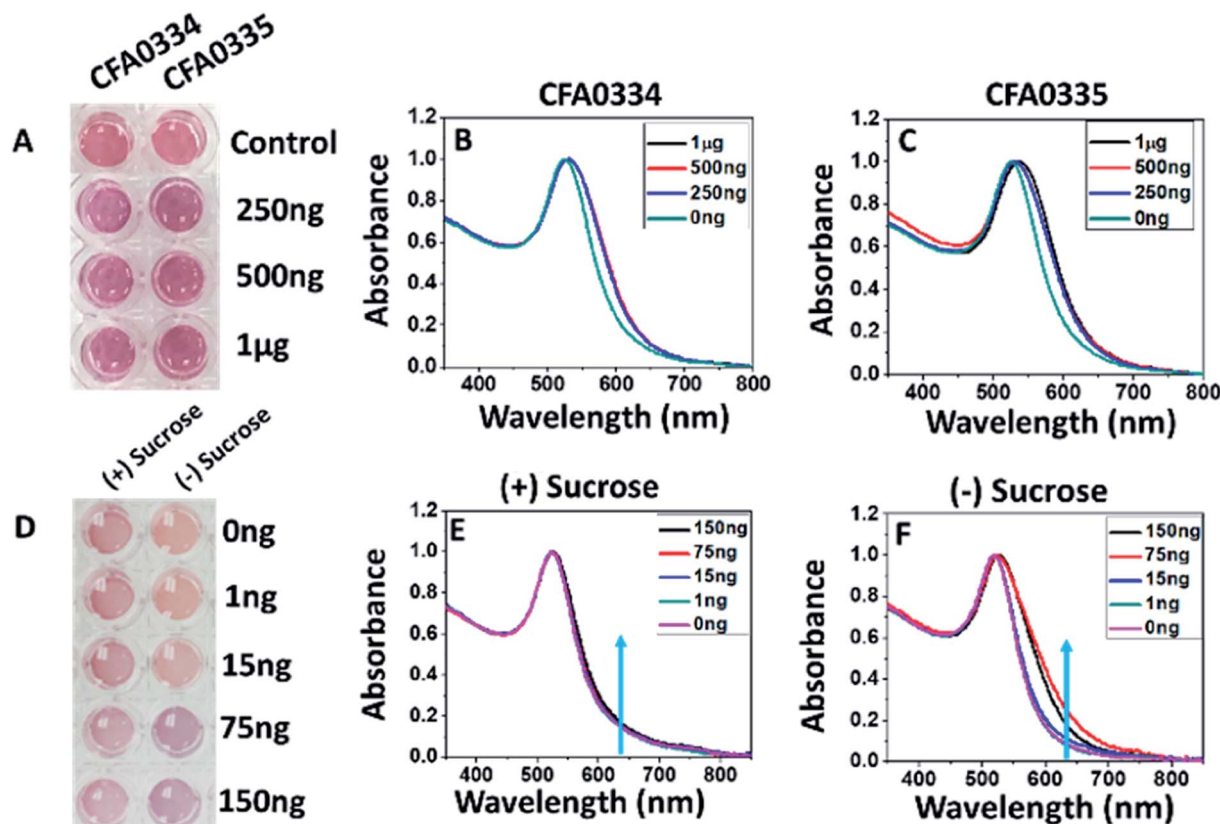 CFA0334
CFA0335
A
Control
250ng
500ng
1µg
CFA0334
B
1µg
500ng
250ng
0ng
Absorbance
1.2
1.0
0.8
0.6
0.4
0.2
0.0
400 500 600 700 800
Wavelength (nm)
CFA0335
C
1µg
500ng
250ng
0ng
Absorbance
1.2
1.0
0.8
0.6
0.4
0.2
0.0
400 500 600 700 800
Wavelength (nm)
(+) Sucrose
(-) Sucrose
D
0ng
1ng
15ng
75ng
150ng
(+) Sucrose
E
150ng
75ng
15ng
1ng
0ng
Absorbance
1.2
1.0
0.8
0.6
0.4
0.2
0.0
400 500 600 700 800
Wavelength (nm)
(-) Sucrose
F
150ng
75ng
15ng
1ng
0ng
Absorbance
1.2
1.0
0.8
0.6
0.4
0.2
0.0
400 500 600 700 800
Wavelength (nm)